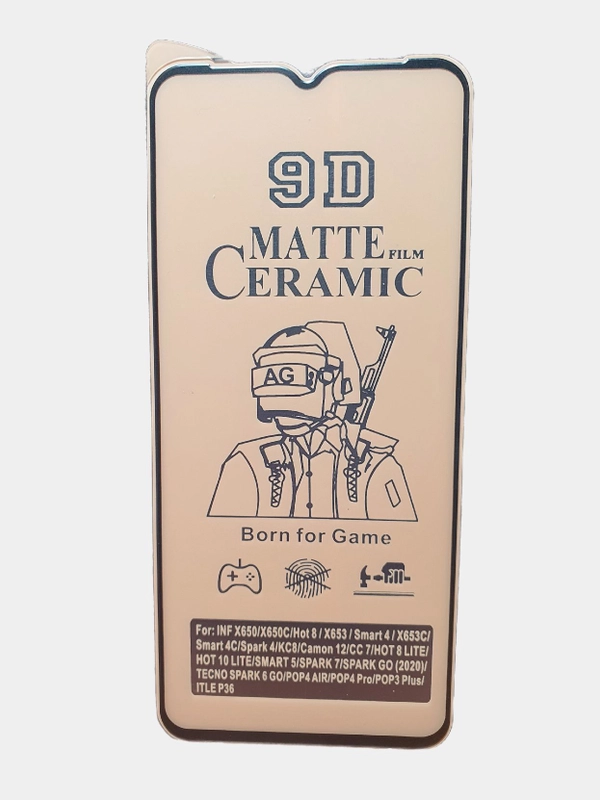 9D
MATTE FILM
CERAMIC
AG
Born for Game
For: INF X650/X650C/Hot 8 / X653 / Smart 4 / X653C/
Smart 4C/Spark 4/KC8/Camon 12/CC 7/HOT 8 LITE/
HOT 10 LITE/SMART 5/SPARK 7/SPARK GO (2020)/
TECNO SPARK 6 GO/POP4 AIR/POP4 Pro/POP3 Plus/
ITLE P36